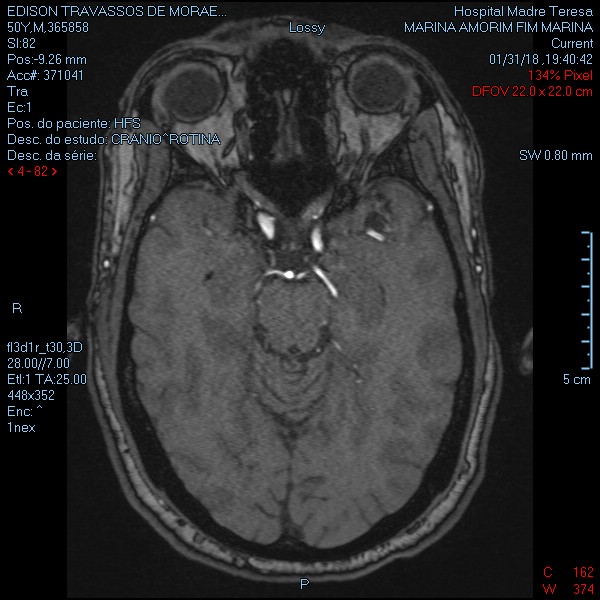 EDISON TRAVASSOS DE MORAE...
50Y,M,365858
Sl:82
Pos:-9.26 mm
Acc#: 371041
Tra
Ec:1
Pos. do paciente: HFS
Desc. do estudo: CRANIO^ROTINA
Desc. da série:
< 4 - 82 >
Lossy
Hospital Madre Teresa
MARINA AMORIM FIM MARINA
Current
01/31/18 ,19:40:42
134% Pixel
DFOV 22.0 x 22.0 cm
SW 0.80 mm
R
fl3d1r_t30,3D
28.00//7.00
Etl:1 TA:25.00
448x352
Enc: ^
1nex
5 cm
P
C 162
W 374